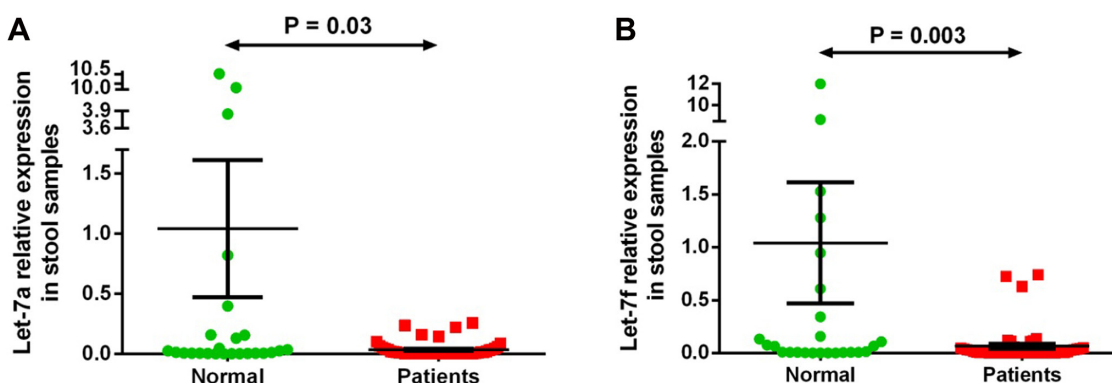 A
P = 0.03
Let-7a relative expression
in stool samples
10.5
10.0
3.9
3.6
1.5
1.0
0.5
0.0
Normal
Patients
B
P = 0.003
Let-7f relative expression
in stool samples
12
10
2.0
1.5
1.0
0.5
0.0
Normal
Patients